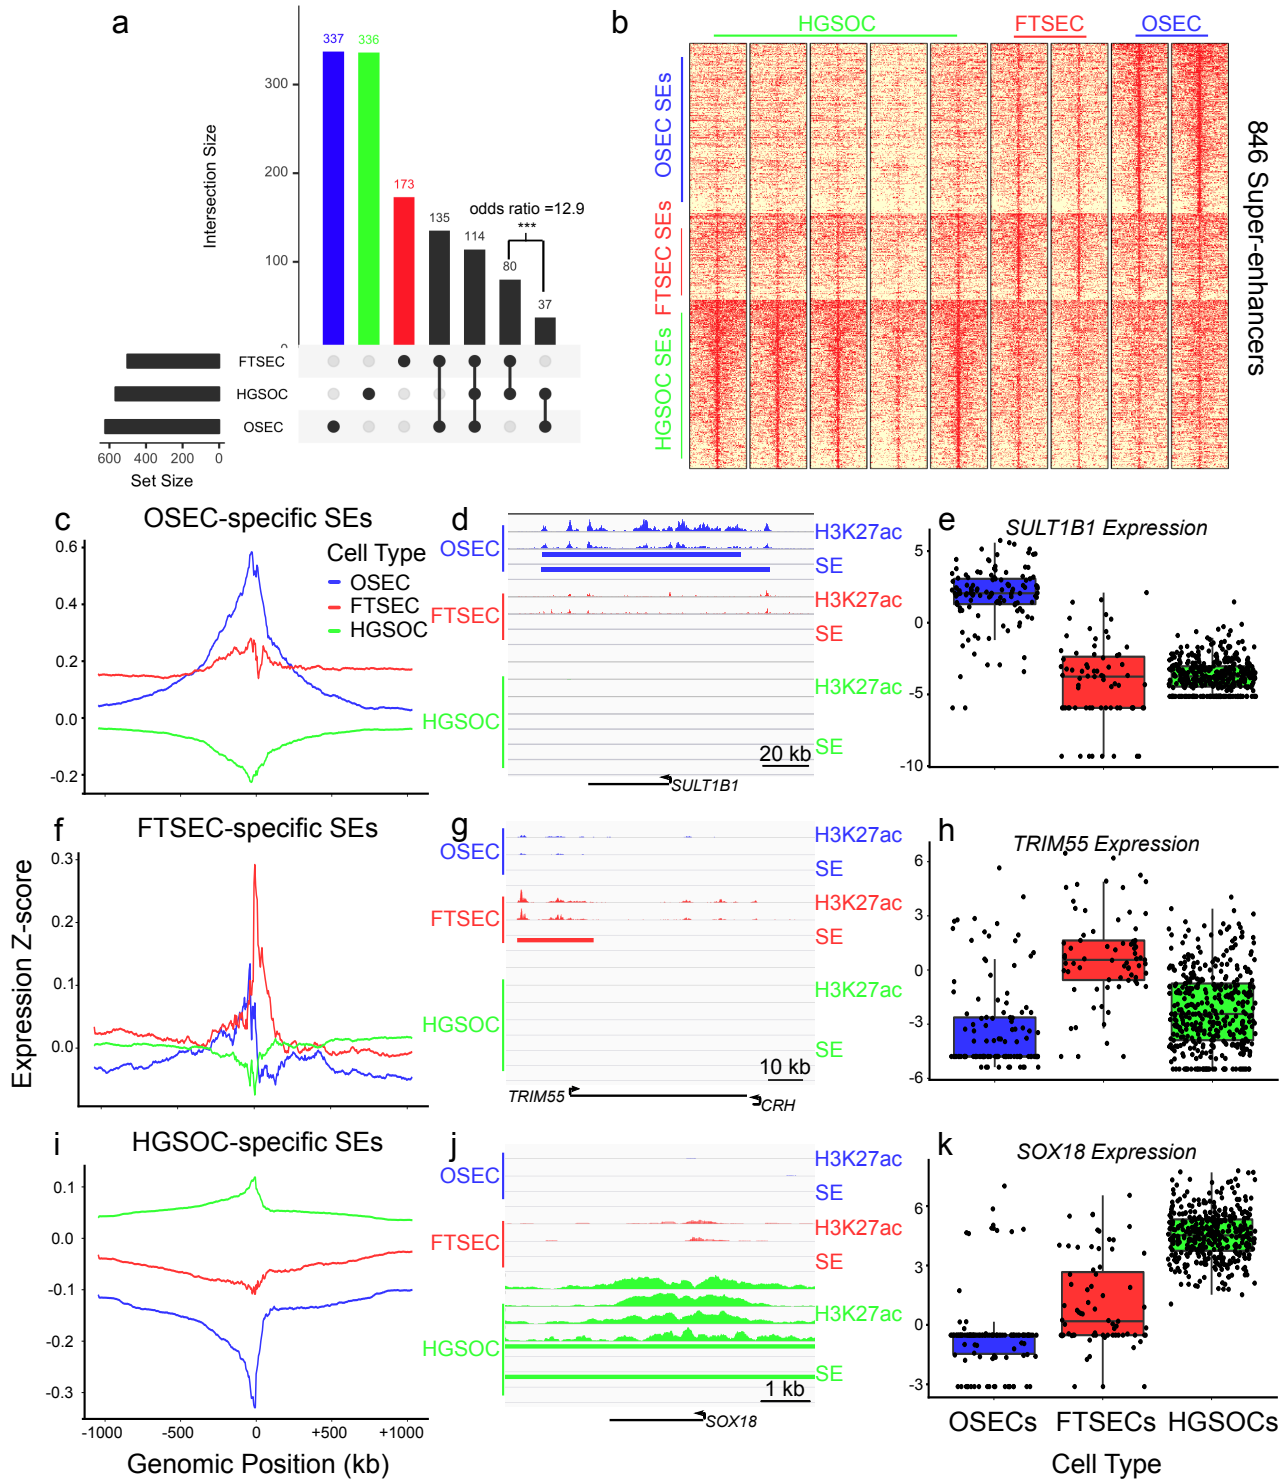 a
337
336
173
135
114
80
37
odds ratio =12.9
***
Intersection Size
300
200
100
0
FTSEC
HGSOC
OSEC
600 400 200 0
Set Size
b
HGSOC FTSEC OSEC
OSEC SEs
FTSEC SEs
HGSOC SEs
846 Super-enhancers
c OSEC-specific SEs
Cell Type
OSEC
FTSEC
HGSOC
0.6
0.4
0.2
0.0
-0.2
d
OSEC H3K27ac
SE
FTSEC H3K27ac
SE
HGSOC H3K27ac
SE
20 kb
SULT1B1
e SULT1B1 Expression
5
0
-5
-10
f FTSEC-specific SEs
0.3
0.2
0.1
0.0
Expression Z-score
g
OSEC H3K27ac
SE
FTSEC H3K27ac
SE
HGSOC H3K27ac
SE
10 kb
TRIM55 CRH
h TRIM55 Expression
6
3
0
-3
-6
i HGSOC-specific SEs
0.1
0.0
-0.1
-0.2
-0.3
-1000 -500 0 +500 +1000
Genomic Position (kb)
j
OSEC H3K27ac
SE
FTSEC H3K27ac
SE
HGSOC H3K27ac
SE
1 kb
SOX18
k SOX18 Expression
6
3
0
-3
OSECs FTSECs HGSOCs
Cell Type